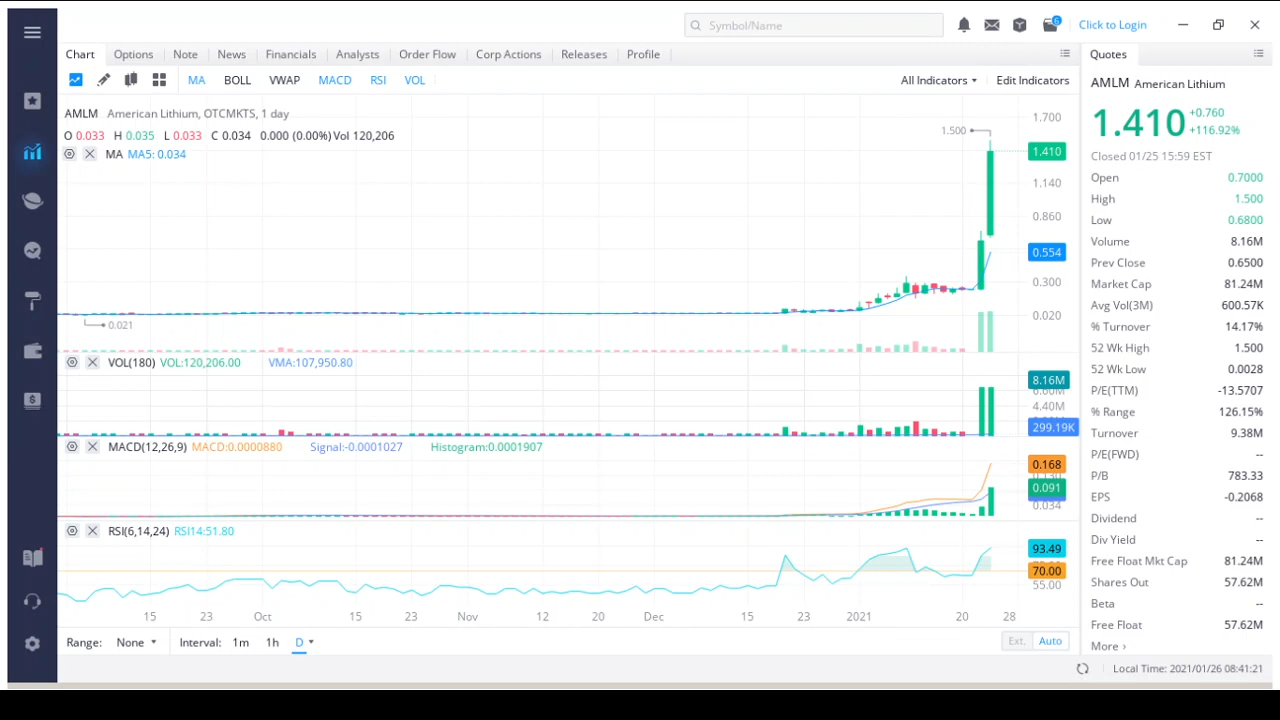 Symbol/Name
6
Click to Login
Chart Options Note News Financials Analysts Order Flow Corp Actions Releases Profile
MA BOLL VWAP MACD RSI VOL All Indicators Edit Indicators
AMLM American Lithium, OTCMKTS, 1 day
O 0.033 H 0.035 L 0.033 C 0.034 0.000 (0.00%) Vol 120,206
MA MA5: 0.034
1.500
1.700
1.410
1.140
0.860
0.554
0.300
0.020
0.021
VOL(180) VOL:120,206.00 VMA:107,950.80
8.16M
6.60M
4.40M
299.19K
MACD(12,26,9) MACD:0.0000880 Signal:-0.0001027 Histogram:0.0001907
0.168
0.091
0.034
RSI(6,14,24) RSI14:51.80
93.49
70.00
55.00
15 23 Oct 15 23 Nov 12 20 Dec 15 23 2021 20 28
Range: None Interval: 1m 1h D Ext. Auto
Quotes
AMLM American Lithium
1.410 +0.760
+116.92%
Closed 01/25 15:59 EST
Open 0.7000
High 1.500
Low 0.6800
Volume 8.16M
Prev Close 0.6500
Market Cap 81.24M
Avg Vol(3M) 600.57K
% Turnover 14.17%
52 Wk High 1.500
52 Wk Low 0.0028
P/E(TTM) -13.5707
% Range 126.15%
Turnover 9.38M
P/E(FWD) --
P/B 783.33
EPS -0.2068
Dividend --
Div Yield --
Free Float Mkt Cap 81.24M
Shares Out 57.62M
Beta --
Free Float 57.62M
More ›
Local Time: 2021/01/26 08:41:21